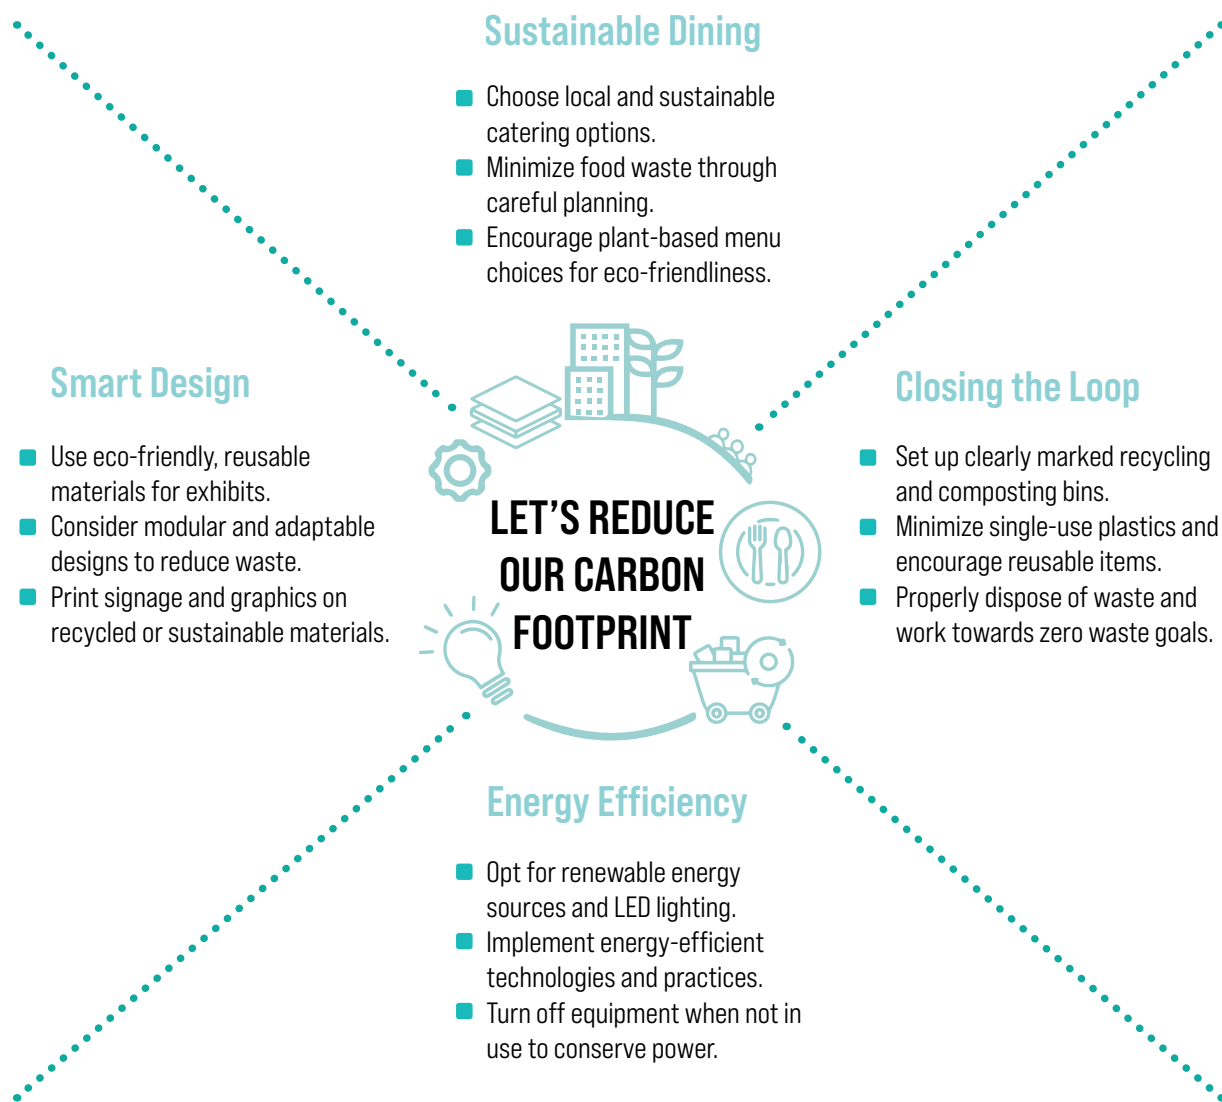 Sustainable Dining
Choose local and sustainable
catering options.
Minimize food waste through
careful planning.
Encourage plant-based menu
choices for eco-friendliness.
Smart Design
Use eco-friendly, reusable
materials for exhibits.
Consider modular and adaptable
designs to reduce waste.
Print signage and graphics on
recycled or sustainable materials.
LET’S REDUCE
OUR CARBON
FOOTPRINT
Closing the Loop
Set up clearly marked recycling
and composting bins.
Minimize single-use plastics and
encourage reusable items.
Properly dispose of waste and
work towards zero waste goals.
Energy Efficiency
Opt for renewable energy
sources and LED lighting.
Implement energy-efficient
technologies and practices.
Turn off equipment when not in
use to conserve power.